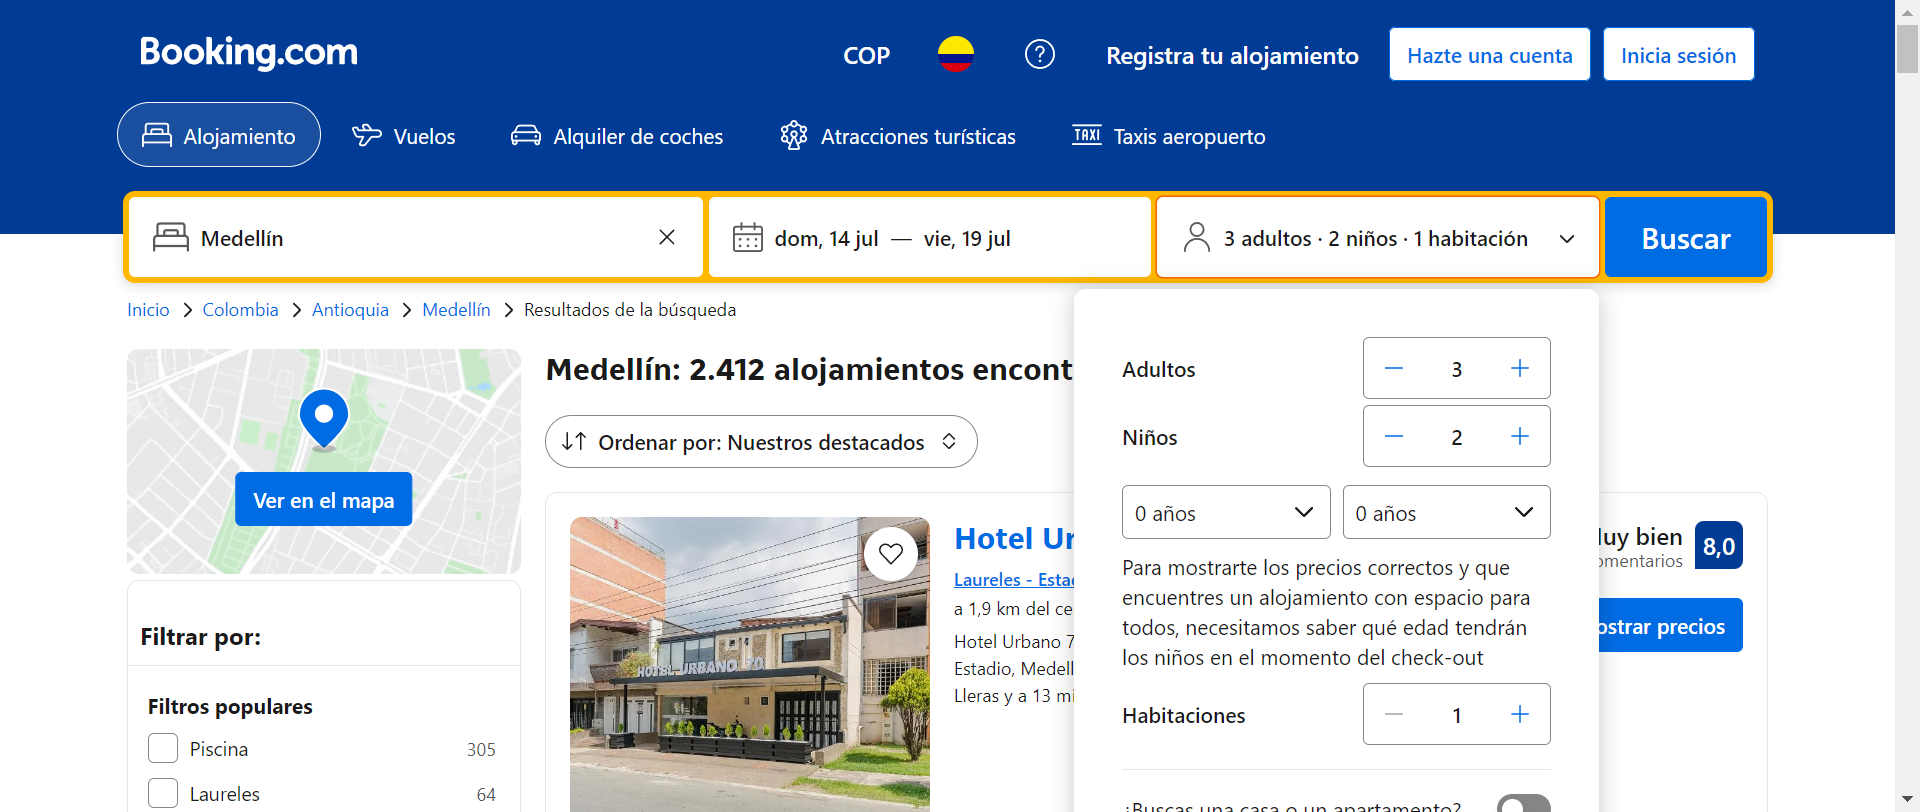 Booking.com
COP
Registra tu alojamiento
Hazte una cuenta
Inicia sesión
Alojamiento
Vuelos
Alquiler de coches
Atracciones turísticas
TAXI
Taxis aeropuerto
Medellín
dom, 14 jul — vie, 19 jul
3 adultos · 2 niños · 1 habitación
Buscar
Inicio > Colombia > Antioquia > Medellín > Resultados de la búsqueda
Ver en el mapa
Filtrar por:
Filtros populares
Piscina 305
Laureles 64
Medellín: 2.412 alojamientos encont
Ordenar por: Nuestros destacados
HOTEL URBANO 70
Hotel Ur
Laureles - Esta
a 1,9 km del ce
Hotel Urbano 7
Estadio, Medell
Lleras y a 13 mi
Adultos
3
Niños
2
0 años
0 años
Para mostrarte los precios correctos y que
encuentres un alojamiento con espacio para
todos, necesitamos saber qué edad tendrán
los niños en el momento del check-out
Habitaciones
1
¿Buscas una casa o un apartamento?
uy bien
omentarios
8,0
ostrar precios